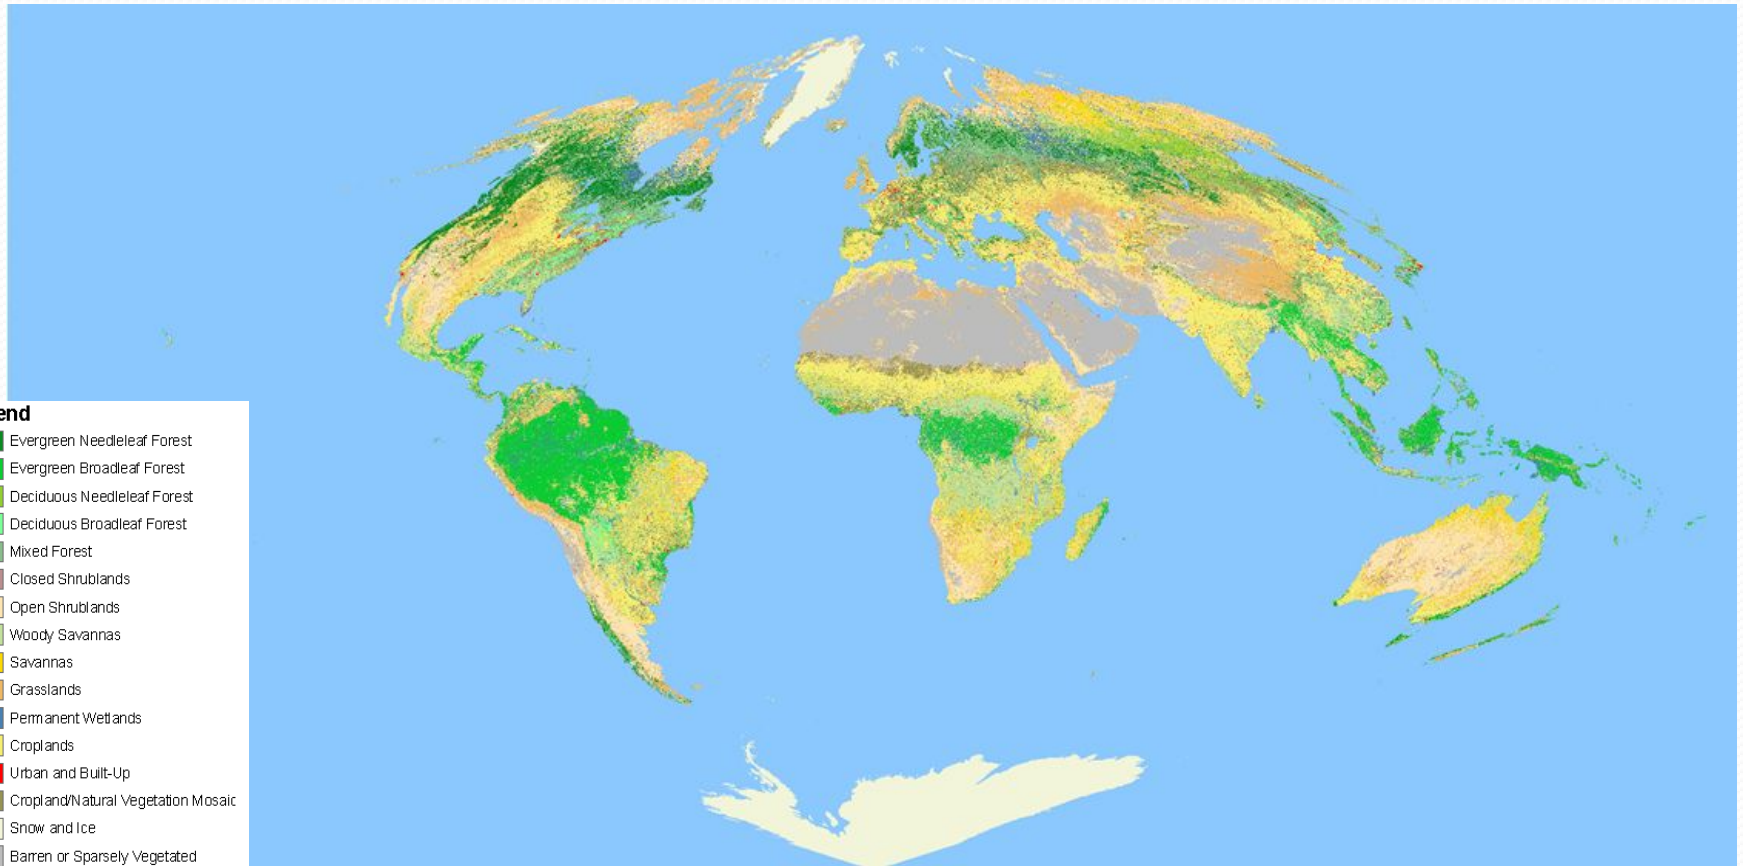 end
Evergreen Needleleaf Forest
Evergreen Broadleaf Forest
Deciduous Needleleaf Forest
Deciduous Broadleaf Forest
Mixed Forest
Closed Shrublands
Open Shrublands
Woody Savannas
Savannas
Grasslands
Permanent Wetlands
Croplands
Urban and Built-Up
Cropland/Natural Vegetation Mosaic
Snow and Ice
Barren or Sparsely Vegetated